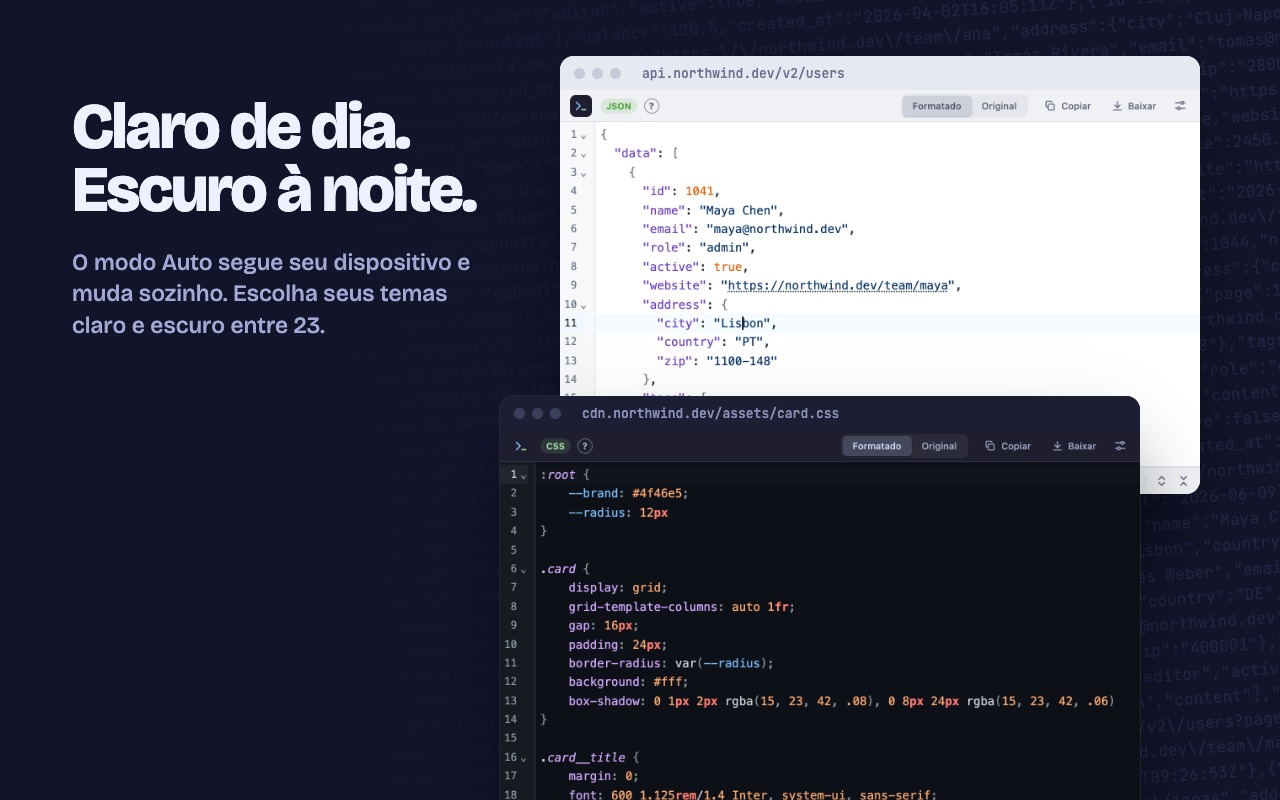 Claro de dia.
Escuro à noite.
O modo Auto segue seu dispositivo e
muda sozinho. Escolha seus temas
claro e escuro entre 23.
api.northwind.dev/v2/users
JSON ? Formatado Original Copiar Baixar
1 {
2 "data": [
3 {
4 "id": 1041,
5 "name": "Maya Chen",
6 "email": "maya@northwind.dev",
7 "role": "admin",
8 "active": true,
9 "website": "https://northwind.dev/team/maya",
10 "address": {
11 "city": "Lisbon",
12 "country": "PT",
13 "zip": "1100-148"
14 },
cdn.northwind.dev/assets/card.css
CSS ? Formatado Original Copiar Baixar
1 :root {
2 --brand: #4f46e5;
3 --radius: 12px
4 }
5
6 .card {
7 display: grid;
8 grid-template-columns: auto 1fr;
9 gap: 16px;
10 padding: 24px;
11 border-radius: var(--radius);
12 background: #fff;
13 box-shadow: 0 1px 2px rgba(15, 23, 42, .08), 0 8px 24px rgba(15, 23, 42, .06)
14 }
15
16 .card__title {
17 margin: 0;
18 font: 600 1.125rem/1.4 Inter, system-ui, sans-serif;